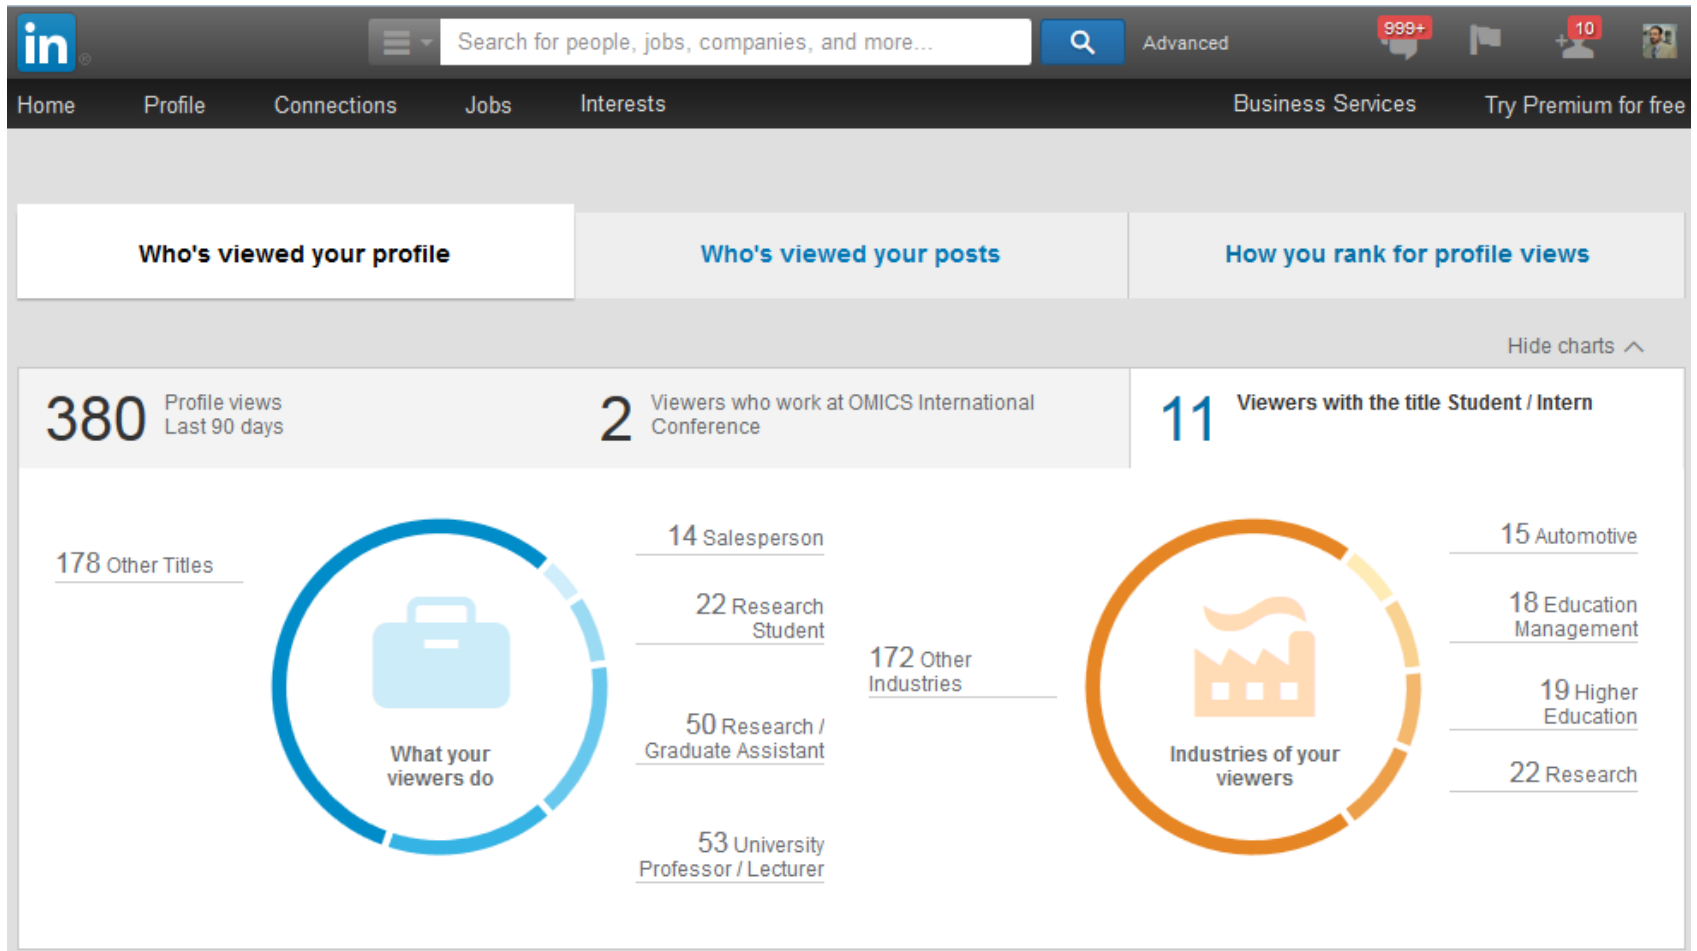 in®
Search for people, jobs, companies, and more...
Advanced
999+
10
Home Profile Connections Jobs Interests Business Services Try Premium for free
Who's viewed your profile
Who's viewed your posts
How you rank for profile views
Hide charts
380 Profile views
Last 90 days
2 Viewers who work at OMICS International
Conference
11 Viewers with the title Student / Intern
178 Other Titles
What your
viewers do
14 Salesperson
22 Research
Student
50 Research /
Graduate Assistant
53 University
Professor / Lecturer
172 Other
Industries
Industries of your
viewers
15 Automotive
18 Education
Management
19 Higher
Education
22 Research